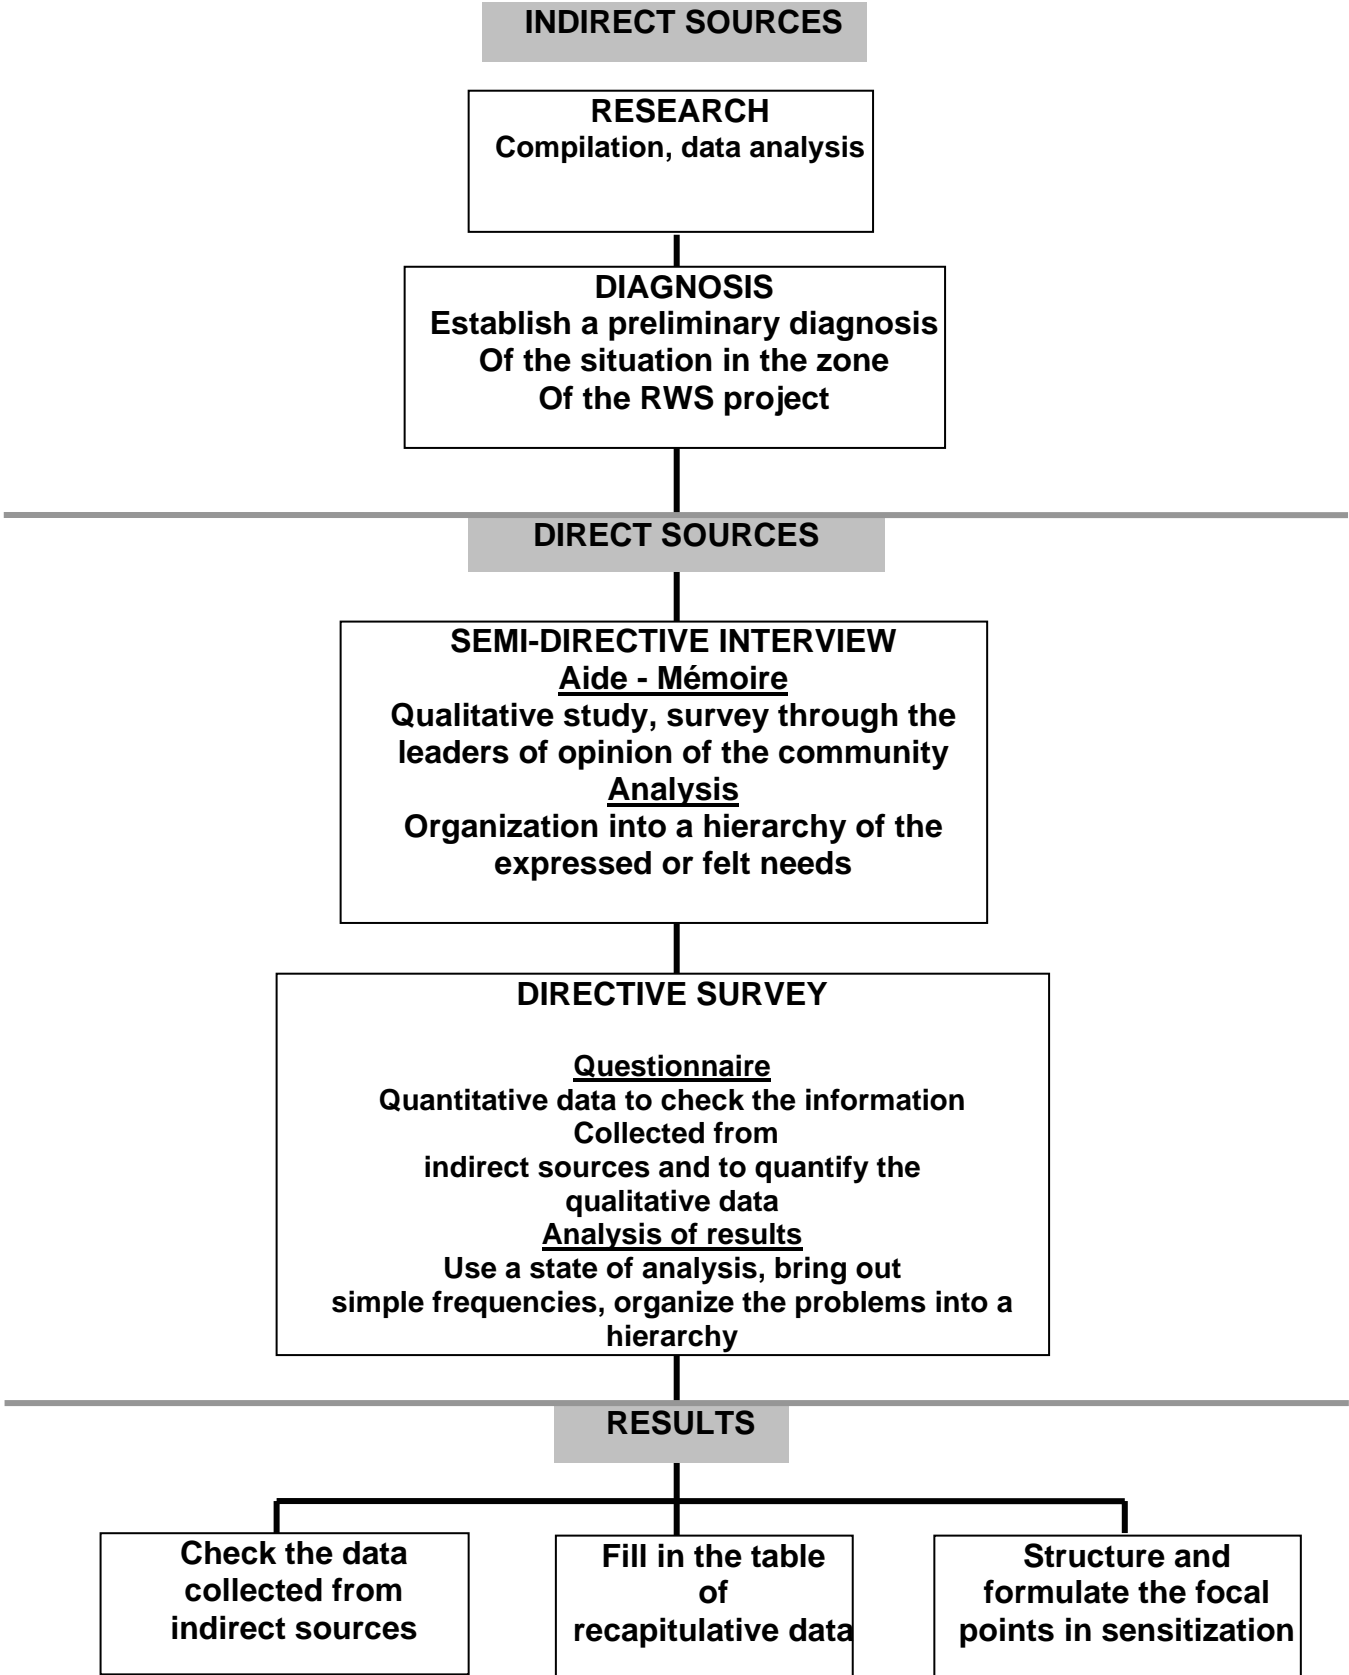 INDIRECT SOURCES
RESEARCH
Compilation, data analysis
DIAGNOSIS
Establish a preliminary diagnosis
Of the situation in the zone
Of the RWS project
DIRECT SOURCES
SEMI-DIRECTIVE INTERVIEW
Aide - Mémoire
Qualitative study, survey through the
leaders of opinion of the community
Analysis
Organization into a hierarchy of the
expressed or felt needs
DIRECTIVE SURVEY
Questionnaire
Quantitative data to check the information
Collected from
indirect sources and to quantify the
qualitative data
Analysis of results
Use a state of analysis, bring out
simple frequencies, organize the problems into a
hierarchy
RESULTS
Check the data
collected from
indirect sources
Fill in the table
of
recapitulative data
Structure and
formulate the focal
points in sensitization